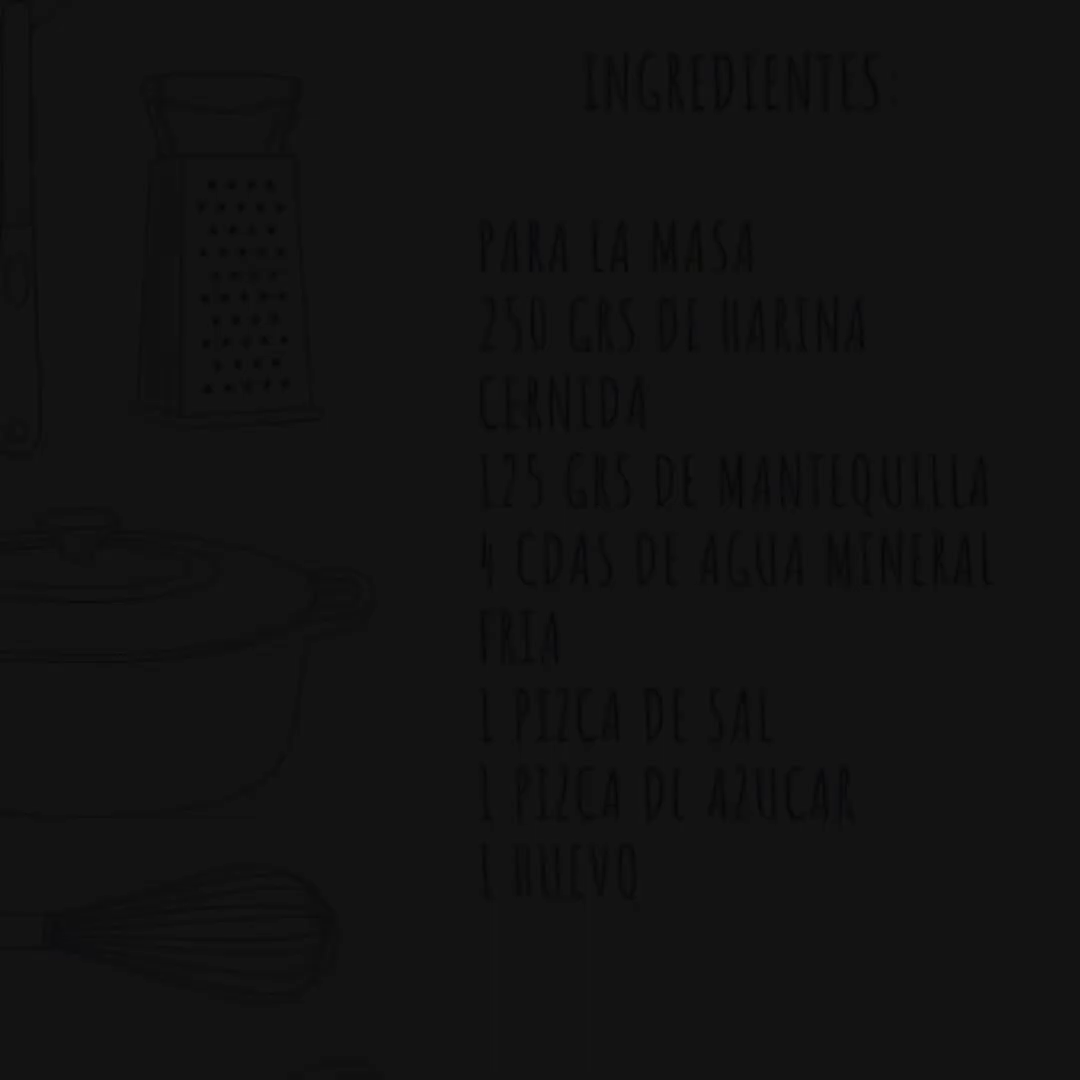 INGREDIENTES:
PARA LA MASA
250 GRS DE HARINA
CERNIDA
125 GRS DE MANTEQUILLA
4 CDAS DE AGUA MINERAL
FRIA
1 PIZCA DE SAL
1 PIZCA DE AZUCAR
1 HUEVO